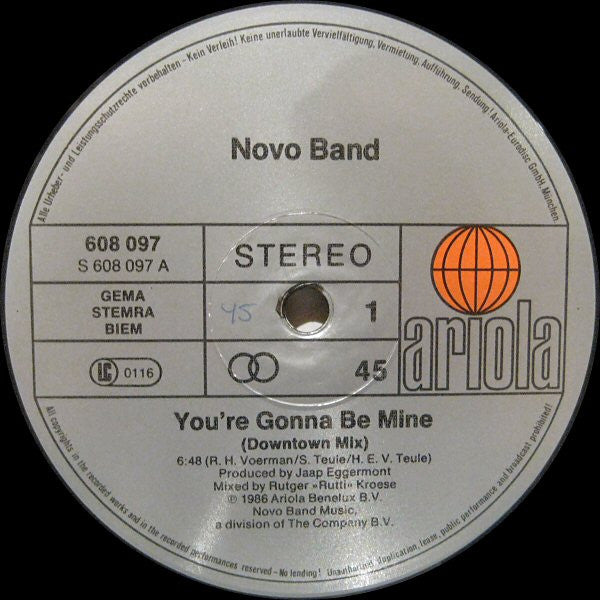 Alle Urheber- und Leistungsschutzrechte vorbehalten - Kein Verleih! Keine unerlaubte Vervielfältigung, Vermietung, Aufführung, Sendung! Ariola-Eurodisc GmbH, München.
Novo Band
608 097
S 608 097 A
STEREO
GEMA
STEMRA
BIEM
45
1
LC 0116
45
ariola
You're Gonna Be Mine
(Downtown Mix)
6:48 (R. H. Voerman/S. Teule/H. E. V. Teule)
Produced by Jaap Eggermont
Mixed by Rutger »Rutti« Kroese
℗ 1986 Ariola Benelux B.V.
Novo Band Music,
a division of The Company B.V.
All copyrights in the recorded works and in the recorded performances reserved - No lending! Unauthorized duplication, lease, public performance and broadcast prohibited!